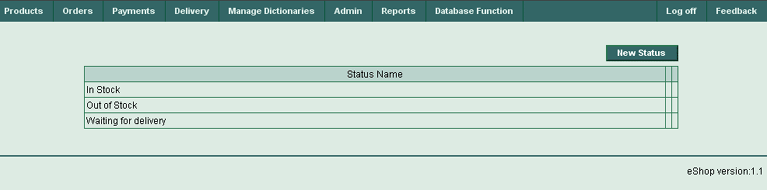 Products Orders Payments Delivery Manage Dictionaries Admin Reports Database Function Log off Feedback
New Status
Status Name
In Stock
Out of Stock
Waiting for delivery
eShop version:1.1